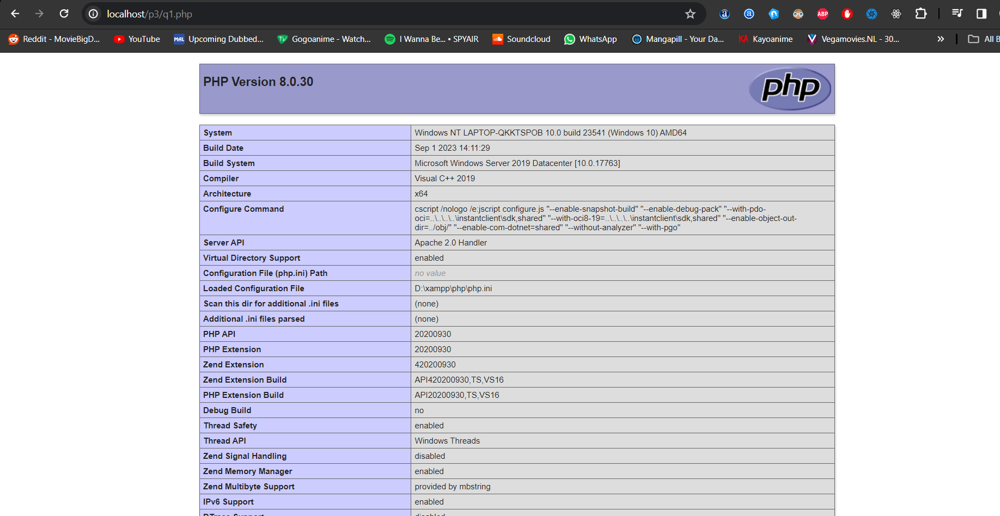 localhost/p3/q1.php
ABP
Reddit - MovieBigD... YouTube MAL Upcoming Dubbed... TV Gogoanime - Watch... I Wanna Be... • SPYAIR Soundcloud WhatsApp Mangapill - Your Da... KA Kayoanime Vegamovies.NL - 30... » All B
PHP Version 8.0.30
php
System Windows NT LAPTOP-QKKTSPOB 10.0 build 23541 (Windows 10) AMD64
Build Date Sep 1 2023 14:11:29
Build System Microsoft Windows Server 2019 Datacenter [10.0.17763]
Compiler Visual C++ 2019
Architecture x64
Configure Command cscript /nologo /e:jscript configure.js "--enable-snapshot-build" "--enable-debug-pack" "--with-pdo-
oci=..\..\..\..\instantclient\sdk,shared" "--with-oci8-19=..\..\..\..\instantclient\sdk,shared" "--enable-object-out-
dir=../obj/" "--enable-com-dotnet=shared" "--without-analyzer" "--with-pgo"
Server API Apache 2.0 Handler
Virtual Directory Support enabled
Configuration File (php.ini) Path no value
Loaded Configuration File D:\xampp\php\php.ini
Scan this dir for additional .ini files (none)
Additional .ini files parsed (none)
PHP API 20200930
PHP Extension 20200930
Zend Extension 420200930
Zend Extension Build API420200930,TS,VS16
PHP Extension Build API20200930,TS,VS16
Debug Build no
Thread Safety enabled
Thread API Windows Threads
Zend Signal Handling disabled
Zend Memory Manager enabled
Zend Multibyte Support provided by mbstring
IPv6 Support enabled
DTrace Support disabled